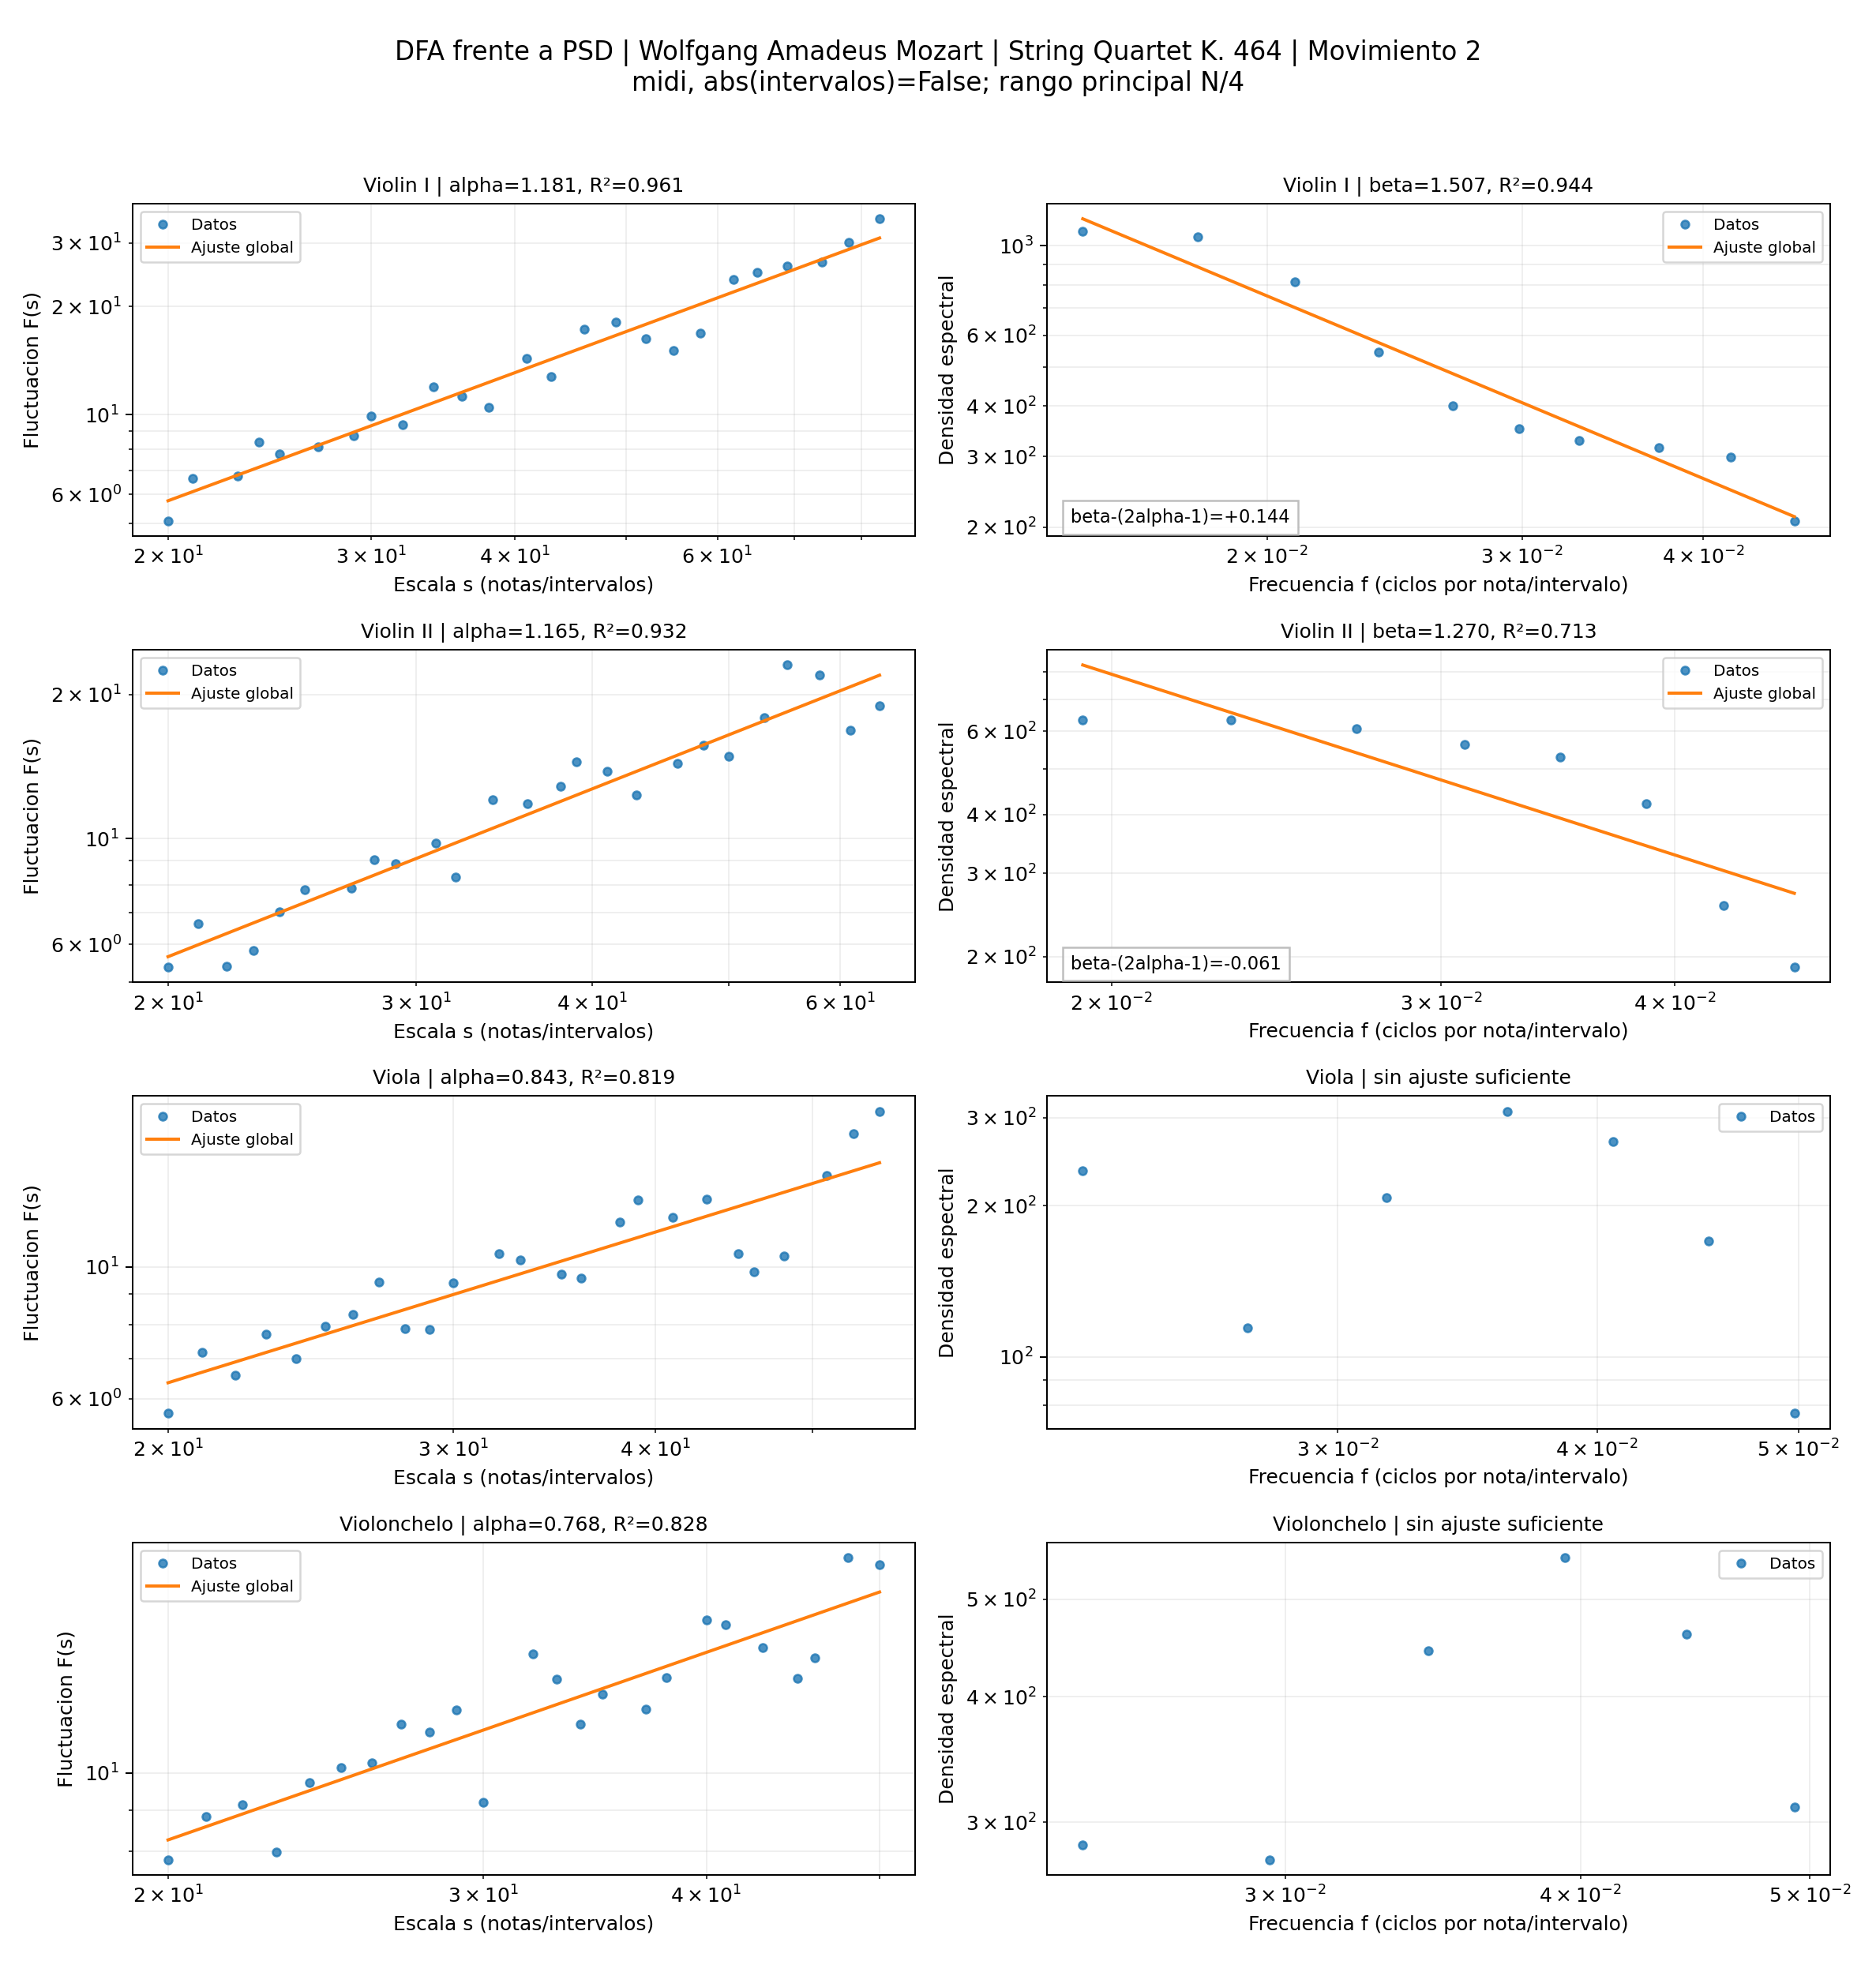 DFA frente a PSD | Wolfgang Amadeus Mozart | String Quartet K. 464 | Movimiento 2
midi, abs(intervalos)=False; rango principal N/4
Violin I | alpha=1.181, R²=0.961
Datos
Ajuste global
Fluctuacion F(s)
3 × 10¹
2 × 10¹
10¹
6 × 10⁰
2 × 10¹ 3 × 10¹ 4 × 10¹ 6 × 10¹
Escala s (notas/intervalos)
Violin I | beta=1.507, R²=0.944
Datos
Ajuste global
Densidad espectral
10³
6 × 10²
4 × 10²
3 × 10²
2 × 10²
beta-(2alpha-1)=+0.144
2 × 10⁻² 3 × 10⁻² 4 × 10⁻²
Frecuencia f (ciclos por nota/intervalo)
Violin II | alpha=1.165, R²=0.932
Datos
Ajuste global
Fluctuacion F(s)
2 × 10¹
10¹
6 × 10⁰
2 × 10¹ 3 × 10¹ 4 × 10¹ 6 × 10¹
Escala s (notas/intervalos)
Violin II | beta=1.270, R²=0.713
Datos
Ajuste global
Densidad espectral
6 × 10²
4 × 10²
3 × 10²
2 × 10²
beta-(2alpha-1)=-0.061
2 × 10⁻² 3 × 10⁻² 4 × 10⁻²
Frecuencia f (ciclos por nota/intervalo)
Viola | alpha=0.843, R²=0.819
Datos
Ajuste global
Fluctuacion F(s)
10¹
6 × 10⁰
2 × 10¹ 3 × 10¹ 4 × 10¹
Escala s (notas/intervalos)
Viola | sin ajuste suficiente
Datos
Densidad espectral
3 × 10²
2 × 10²
10²
3 × 10⁻² 4 × 10⁻² 5 × 10⁻²
Frecuencia f (ciclos por nota/intervalo)
Violonchelo | alpha=0.768, R²=0.828
Datos
Ajuste global
Fluctuacion F(s)
10¹
2 × 10¹ 3 × 10¹ 4 × 10¹
Escala s (notas/intervalos)
Violonchelo | sin ajuste suficiente
Datos
Densidad espectral
5 × 10²
4 × 10²
3 × 10²
3 × 10⁻² 4 × 10⁻² 5 × 10⁻²
Frecuencia f (ciclos por nota/intervalo)